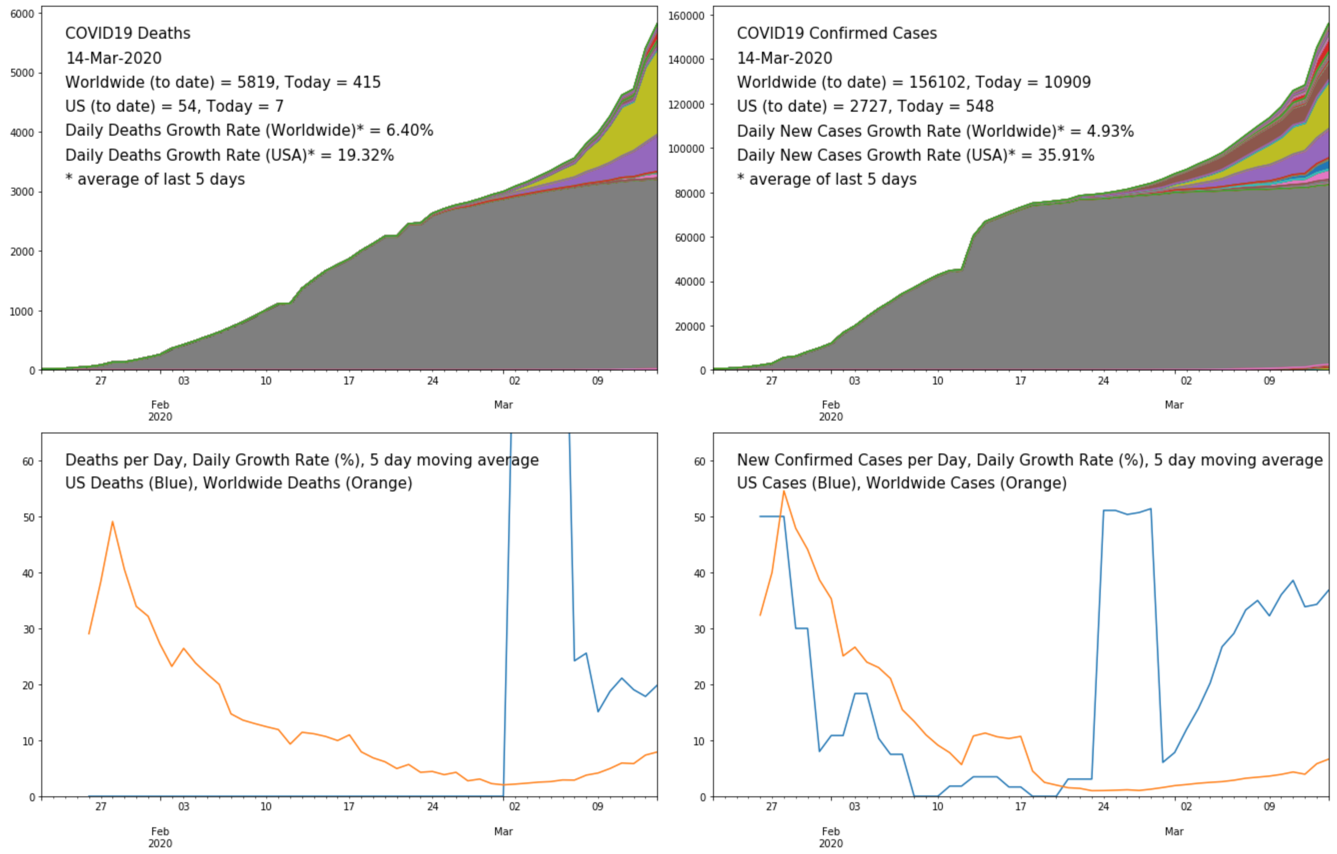 COVID19 Deaths
14-Mar-2020
Worldwide (to date) = 5819, Today = 415
US (to date) = 54, Today = 7
Daily Deaths Growth Rate (Worldwide)* = 6.40%
Daily Deaths Growth Rate (USA)* = 19.32%
* average of last 5 days
6000
5000
4000
3000
2000
1000
0
27 03 10 17 24 02 09
Feb Mar
2020
COVID19 Confirmed Cases
14-Mar-2020
Worldwide (to date) = 156102, Today = 10909
US (to date) = 2727, Today = 548
Daily New Cases Growth Rate (Worldwide)* = 4.93%
Daily New Cases Growth Rate (USA)* = 35.91%
* average of last 5 days
160000
140000
120000
100000
80000
60000
40000
20000
0
27 03 10 17 24 02 09
Feb Mar
2020
Deaths per Day, Daily Growth Rate (%), 5 day moving average
US Deaths (Blue), Worldwide Deaths (Orange)
60
50
40
30
20
10
0
27 03 10 17 24 02 09
Feb Mar
2020
New Confirmed Cases per Day, Daily Growth Rate (%), 5 day moving average
US Cases (Blue), Worldwide Cases (Orange)
60
50
40
30
20
10
0
27 03 10 17 24 02 09
Feb Mar
2020